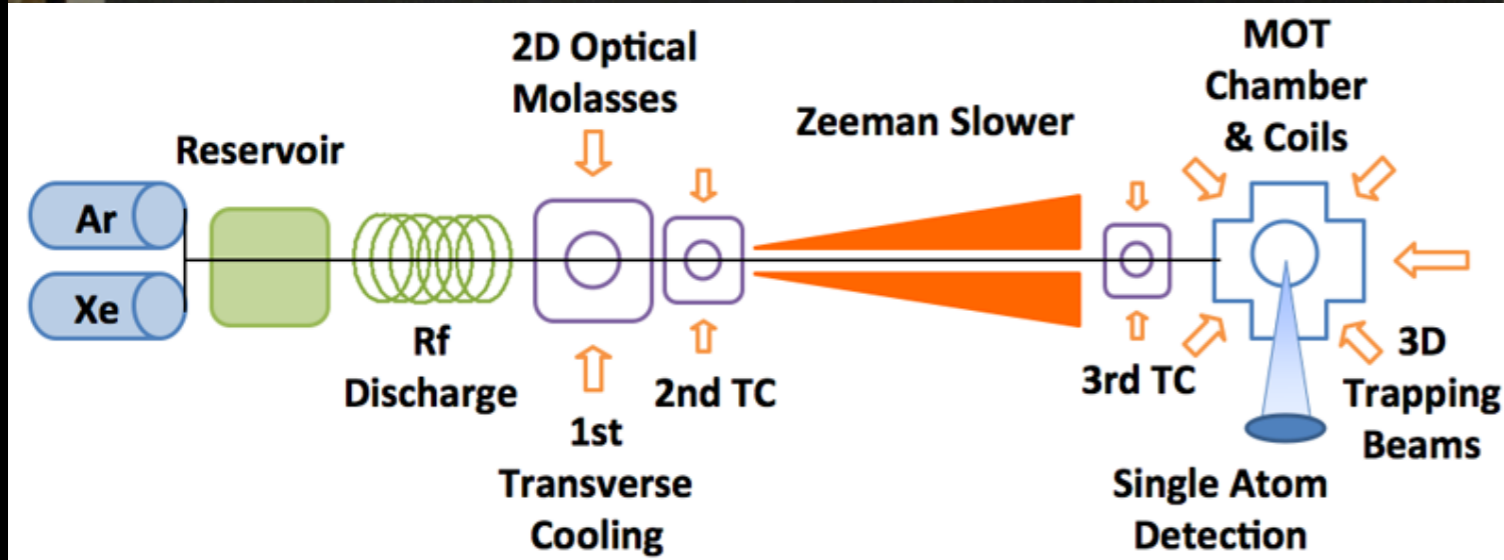 Ar
Xe
Reservoir
Rf
Discharge
2D Optical
Molasses
1st
Transverse
Cooling
2nd TC
Zeeman Slower
3rd TC
MOT
Chamber
& Coils
3D
Trapping
Beams
Single Atom
Detection